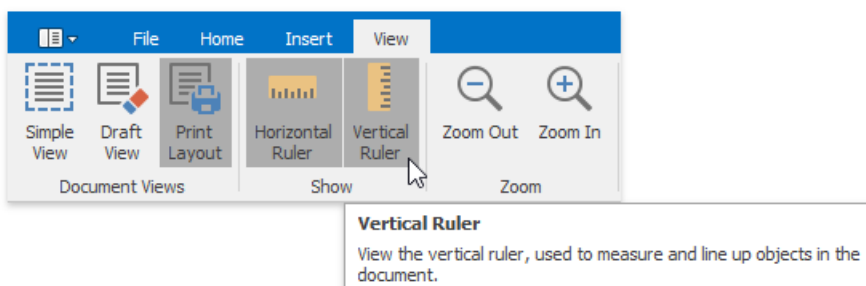 File Home Insert View
Simple View
Draft View
Print Layout
Horizontal Ruler
Vertical Ruler
Zoom Out Zoom In
Document Views Show Zoom
Vertical Ruler
View the vertical ruler, used to measure and line up objects in the
document.